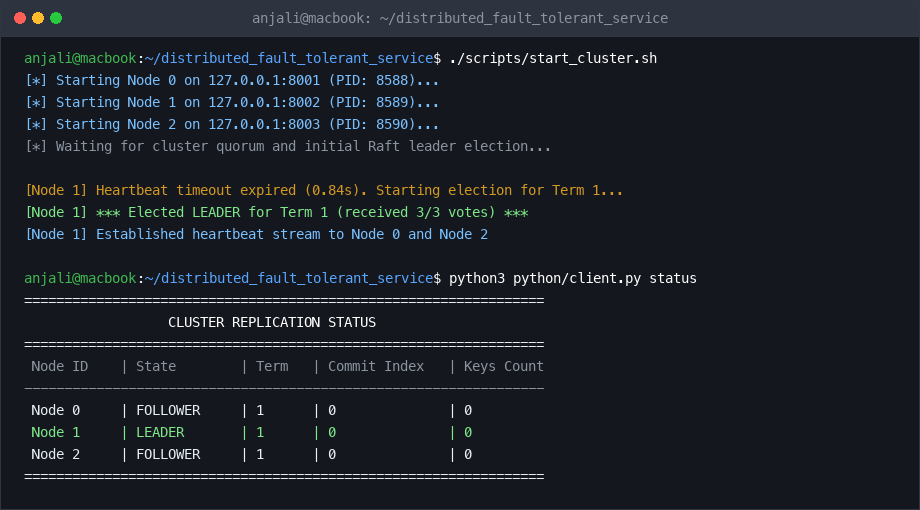 anjali@macbook: ~/distributed_fault_tolerant_service
anjali@macbook:~/distributed_fault_tolerant_service$ ./scripts/start_cluster.sh
[*] Starting Node 0 on 127.0.0.1:8001 (PID: 8588)...
[*] Starting Node 1 on 127.0.0.1:8002 (PID: 8589)...
[*] Starting Node 2 on 127.0.0.1:8003 (PID: 8590)...
[*] Waiting for cluster quorum and initial Raft leader election...
[Node 1] Heartbeat timeout expired (0.84s). Starting election for Term 1...
[Node 1] *** Elected LEADER for Term 1 (received 3/3 votes) ***
[Node 1] Established heartbeat stream to Node 0 and Node 2
anjali@macbook:~/distributed_fault_tolerant_service$ python3 python/client.py status
=================================================================
CLUSTER REPLICATION STATUS
=================================================================
Node ID    | State        | Term   | Commit Index   | Keys Count
-----------------------------------------------------------------
Node 0     | FOLLOWER     | 1      | 0              | 0
Node 1     | LEADER       | 1      | 0              | 0
Node 2     | FOLLOWER     | 1      | 0              | 0
=================================================================